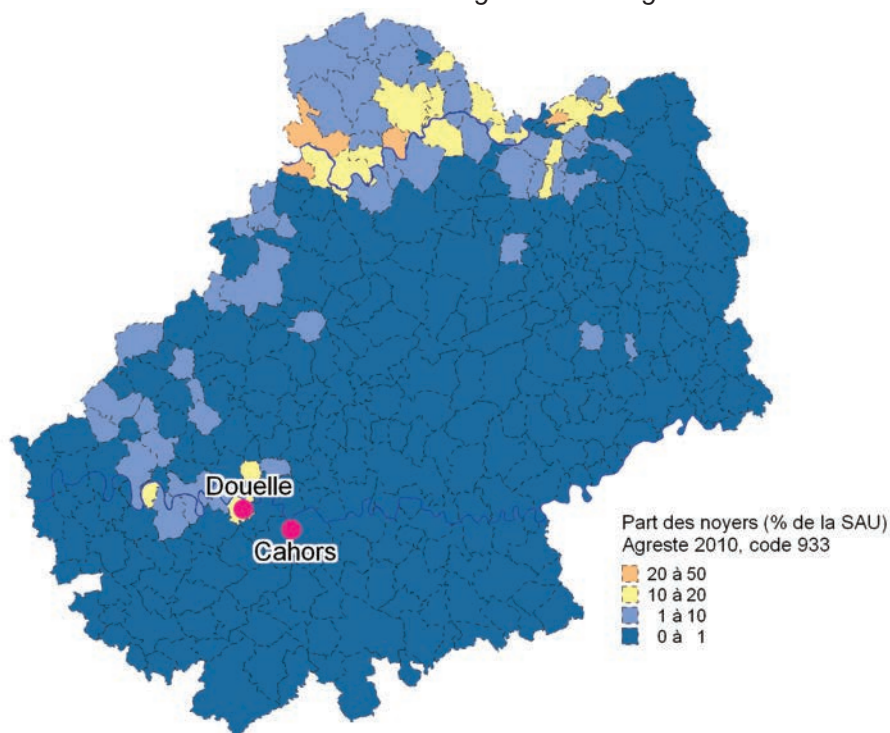 Douelle
Cahors
Part des noyers (% de la SAU)
Agreste 2010, code 933
20 à 50
10 à 20
1 à 10
0 à 1